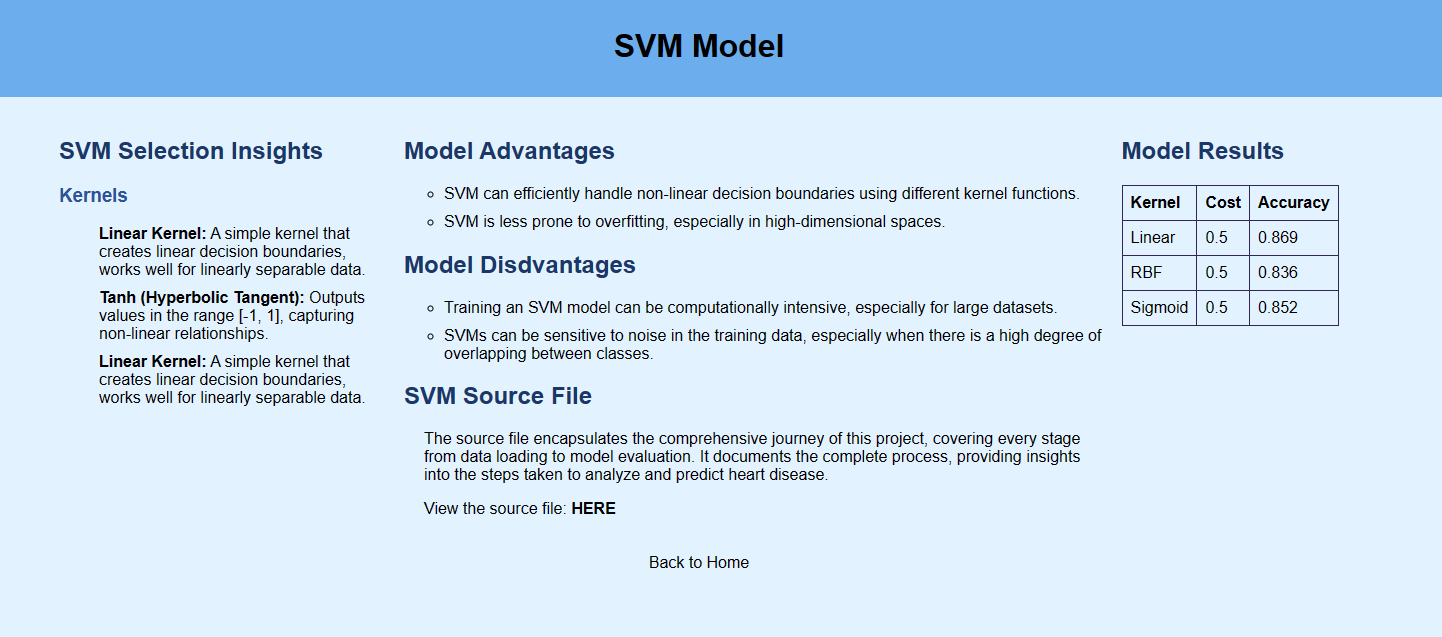 SVM Model
SVM Selection Insights
Kernels
Linear Kernel: A simple kernel that
creates linear decision boundaries,
works well for linearly separable data.
Tanh (Hyperbolic Tangent): Outputs
values in the range [-1, 1], capturing
non-linear relationships.
Linear Kernel: A simple kernel that
creates linear decision boundaries,
works well for linearly separable data.
Model Advantages
SVM can efficiently handle non-linear decision boundaries using different kernel functions.
SVM is less prone to overfitting, especially in high-dimensional spaces.
Model Disdvantages
Training an SVM model can be computationally intensive, especially for large datasets.
SVMs can be sensitive to noise in the training data, especially when there is a high degree of
overlapping between classes.
SVM Source File
The source file encapsulates the comprehensive journey of this project, covering every stage
from data loading to model evaluation. It documents the complete process, providing insights
into the steps taken to analyze and predict heart disease.
View the source file: HERE
Model Results
Kernel Cost Accuracy
Linear 0.5 0.869
RBF 0.5 0.836
Sigmoid 0.5 0.852
Back to Home